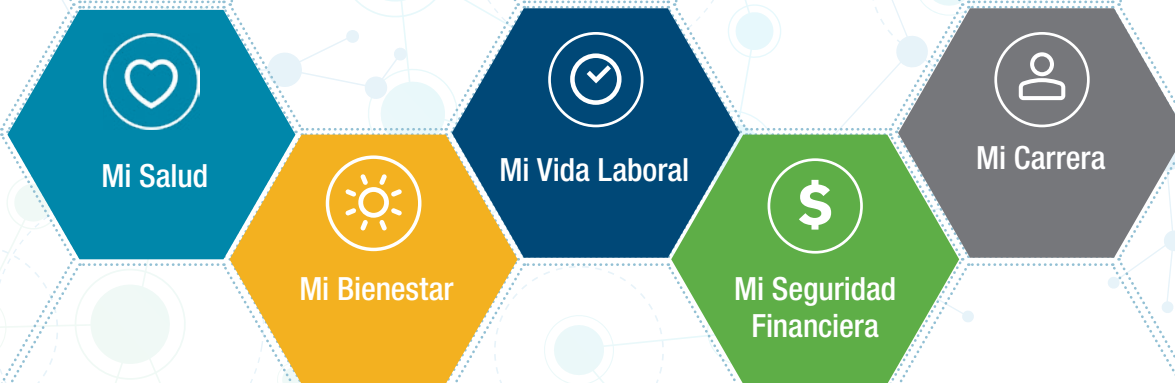 Mi Salud
Mi Bienestar
Mi Vida Laboral
$
Mi Seguridad
Financiera
Mi Carrera